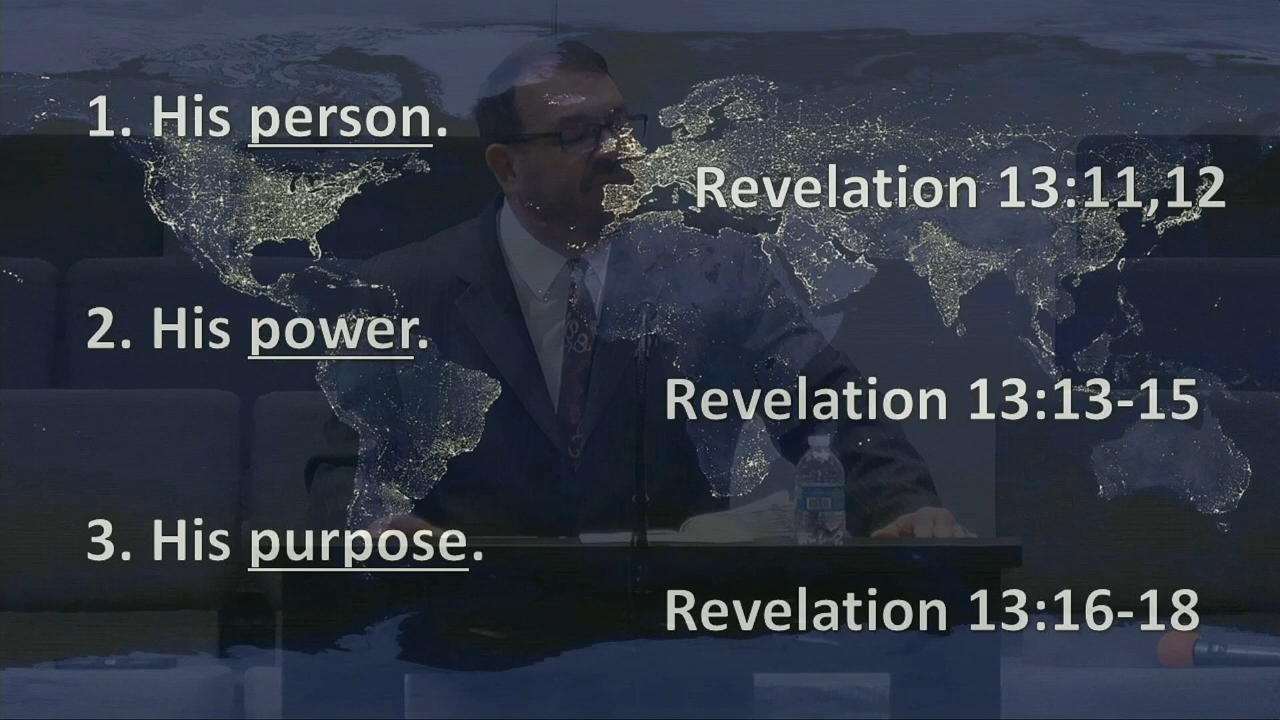 1. His person.
Revelation 13:11,12
2. His power.
Revelation 13:13-15
3. His purpose.
Revelation 13:16-18